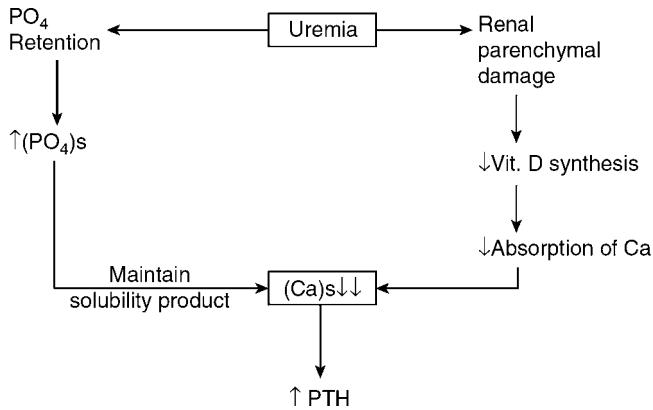 PO₄
Retention
Uremia
Renal
parenchymal
damage
↑(PO₄)s
↓Vit. D synthesis
↓Absorption of Ca
Maintain
solubility product
(Ca)s↓↓
↑ PTH